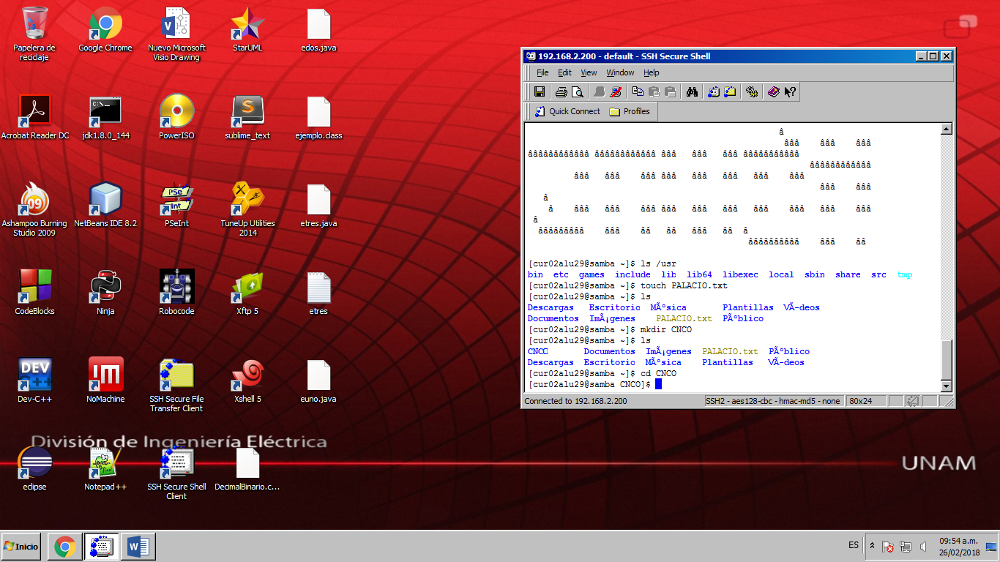 Papelera de reciclaje
Google Chrome
Nuevo Microsoft Visio Drawing
StarUML
edos.java
Acrobat Reader DC
jdk1.8.0_144
PowerISO
sublime_text
ejemplo.class
Ashampoo Burning Studio 2009
NetBeans IDE 8.2
PSeInt
TuneUp Utilities 2014
etres.java
CodeBlocks
Ninja
Robocode
Xftp 5
etres
Dev-C++
NoMachine
SSH Secure File Transfer Client
Xshell 5
euno.java
División de Ingeniería Eléctrica
UNAM
eclipse
Notepad++
SSH Secure Shell Client
DecimalBinario.c...
192.168.2.200 - default - SSH Secure Shell
File Edit View Window Help
Quick Connect Profiles
â
âââ âââ âââ
ââââââââââââ ââââââââââââ âââ âââ âââ âââââââââââ
ââââââââââââ
âââ âââ âââ âââ âââ âââ âââ âââ
âââ âââ
â
â âââ âââ âââ âââ âââ âââ âââ âââ âââ âââ
â
âââââââââ âââ ââ ââ âââ ââ â
ââââââââââ âââ ââ
[cur02alu29@samba ~]$ ls /usr
bin etc games include lib lib64 libexec local sbin share src tmp
[cur02alu29@samba ~]$ touch PALACIO.txt
[cur02alu29@samba ~]$ ls
Descargas Escritorio MÃºsica Plantillas VÃ-deos
Documentos ImÃ¡genes PALACIO.txt PÃºblico
[cur02alu29@samba ~]$ mkdir CNCO
[cur02alu29@samba ~]$ ls
CNCO Documentos ImÃ¡genes PALACIO.txt PÃºblico
Descargas Escritorio MÃºsica Plantillas VÃ-deos
[cur02alu29@samba ~]$ cd CNCO
[cur02alu29@samba CNCO]$
Connected to 192.168.2.200 SSH2 - aes128-cbc - hmac-md5 - none 80x24
Inicio
ES
09:54 a.m.
26/02/2018